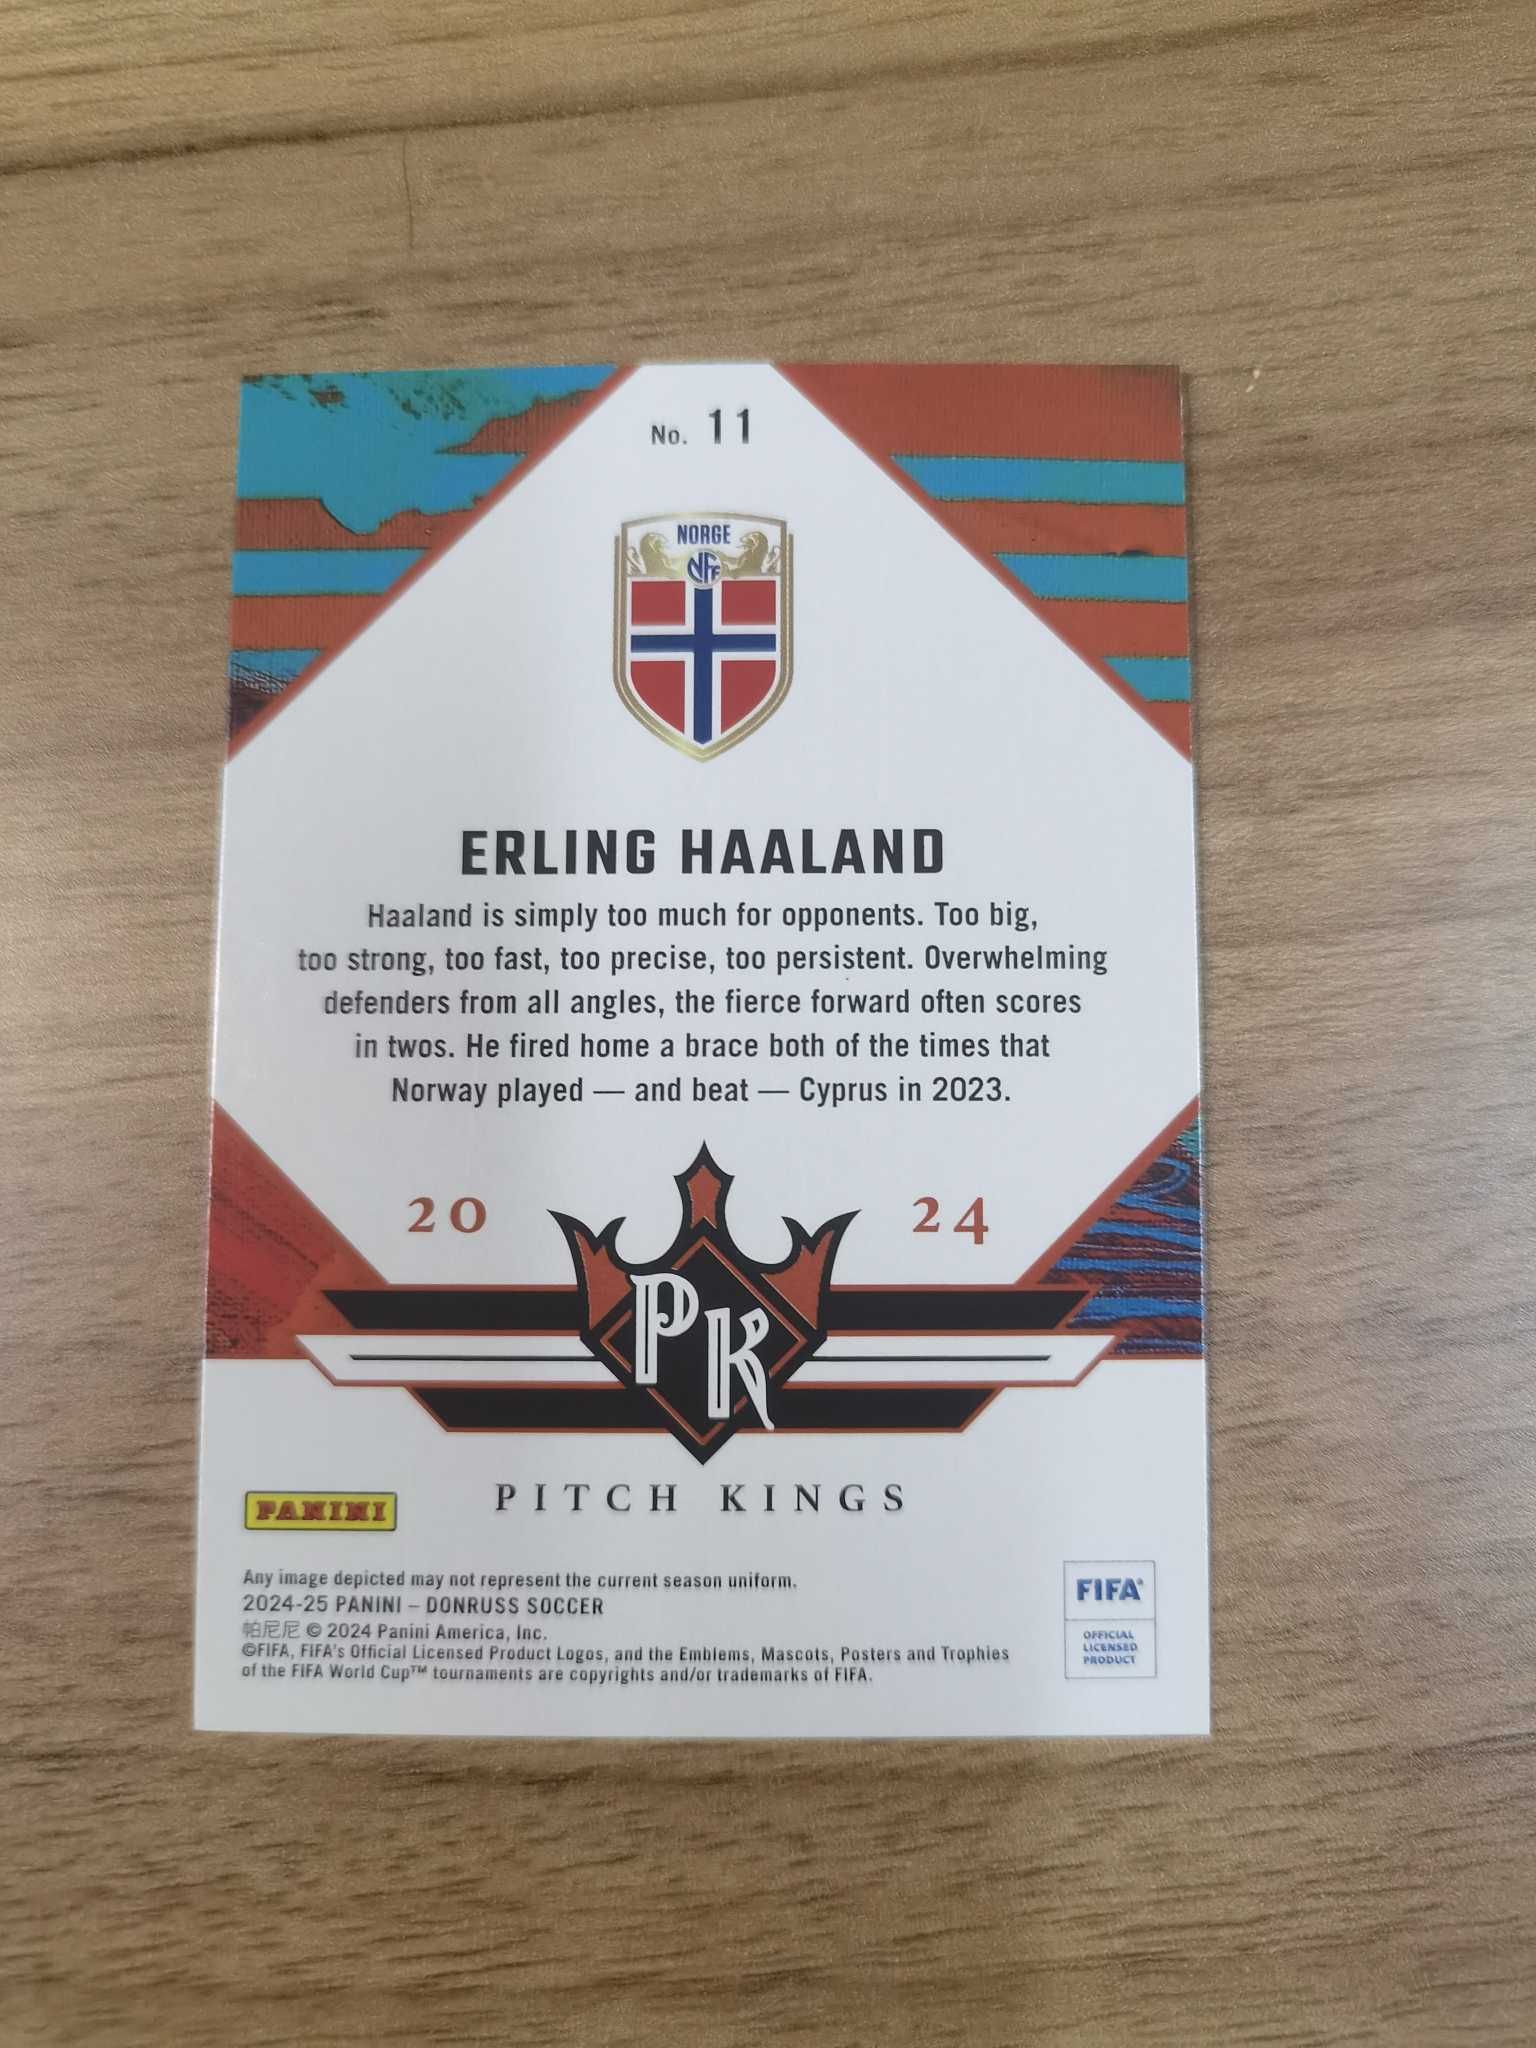 No. 11
NORGE
NFF
ERLING HAALAND
Haaland is simply too much for opponents. Too big,
too strong, too fast, too precise, too persistent. Overwhelming
defenders from all angles, the fierce forward often scores
in twos. He fired home a brace both of the times that
Norway played — and beat — Cyprus in 2023.
20 24
PK
PITCH KINGS
PANINI
Any image depicted may not represent the current season uniform.
2024-25 PANINI – DONRUSS SOCCER
帕尼尼 © 2024 Panini America, Inc.
©FIFA, FIFA's Official Licensed Product Logos, and the Emblems, Mascots, Posters and Trophies
of the FIFA World Cup™ tournaments are copyrights and/or trademarks of FIFA.
FIFA®
OFFICIAL
LICENSED
PRODUCT